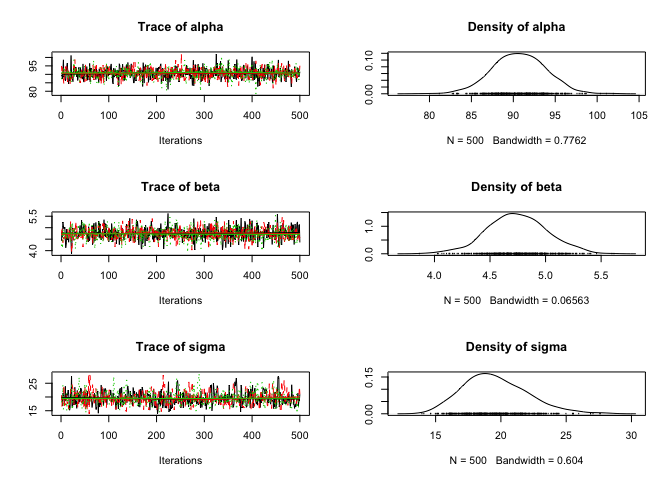 Trace of alpha
80 95
0 100 200 300 400 500
Iterations
Density of alpha
0.00 0.10
80 85 90 95 100 105
N = 500 Bandwidth = 0.7762
Trace of beta
4.0 5.5
0 100 200 300 400 500
Iterations
Density of beta
0.0 1.0
4.0 4.5 5.0 5.5
N = 500 Bandwidth = 0.06563
Trace of sigma
15 25
0 100 200 300 400 500
Iterations
Density of sigma
0.00 0.15
15 20 25 30
N = 500 Bandwidth = 0.604